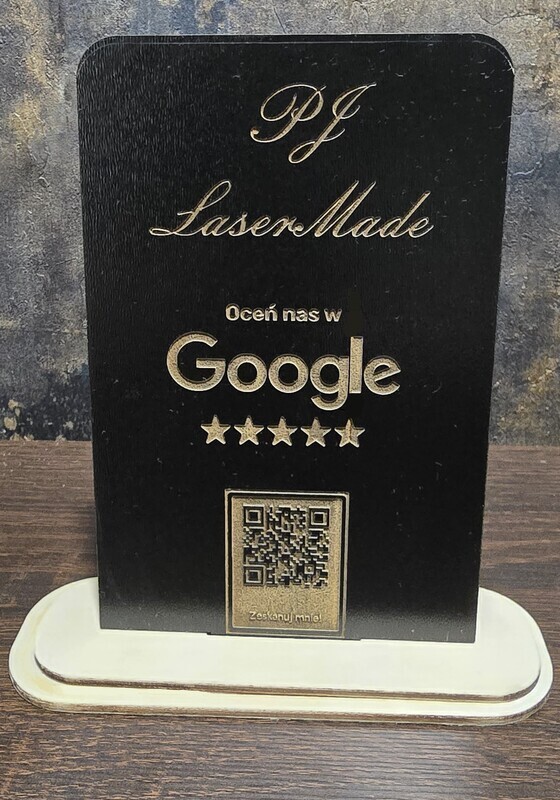 PJ
LaserMade
Oceń nas w
Google
Zeskanuj mnie!